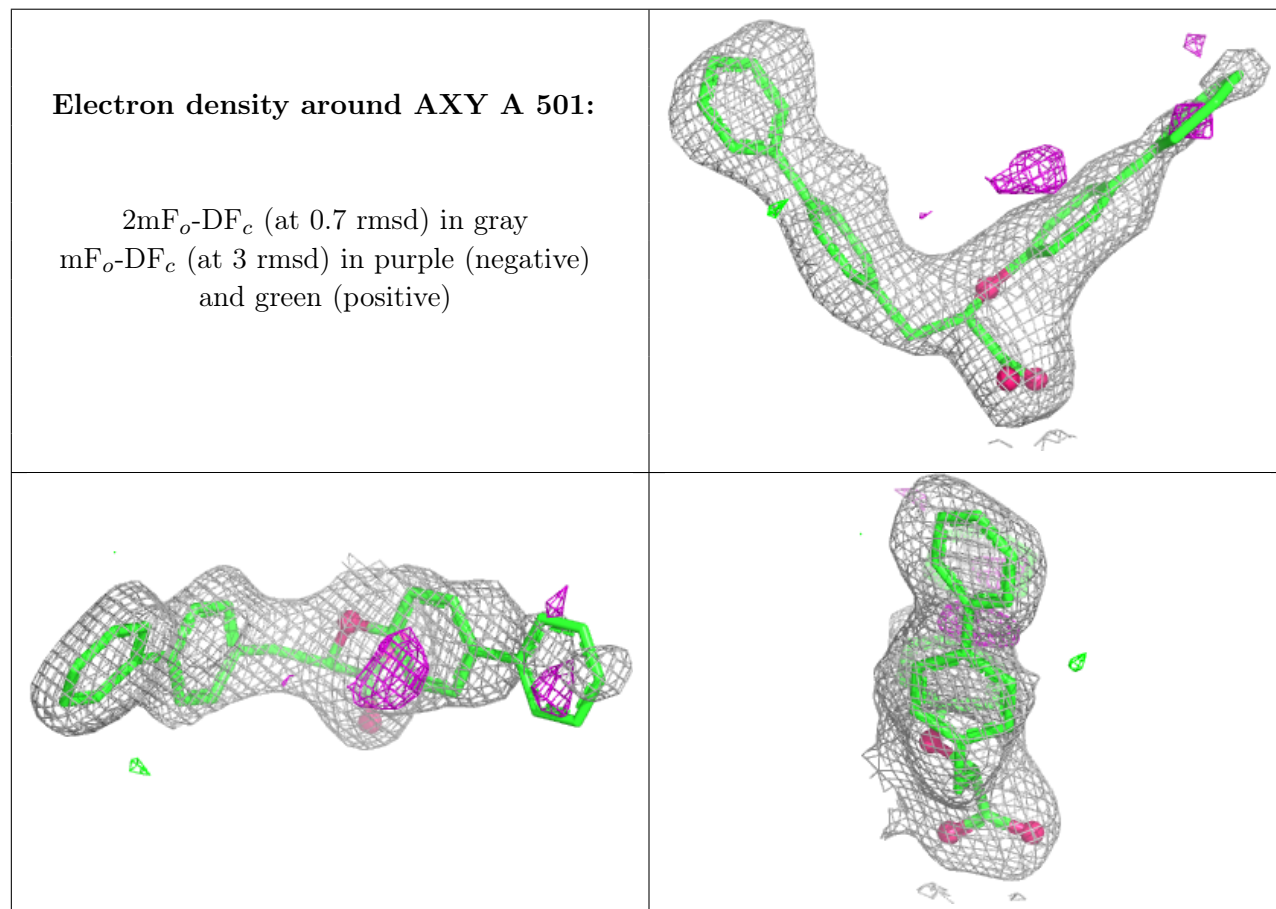 Electron density around AXY A 501:
2mFo-DFc (at 0.7 rmsd) in gray
mFo-DFc (at 3 rmsd) in purple (negative)
and green (positive)